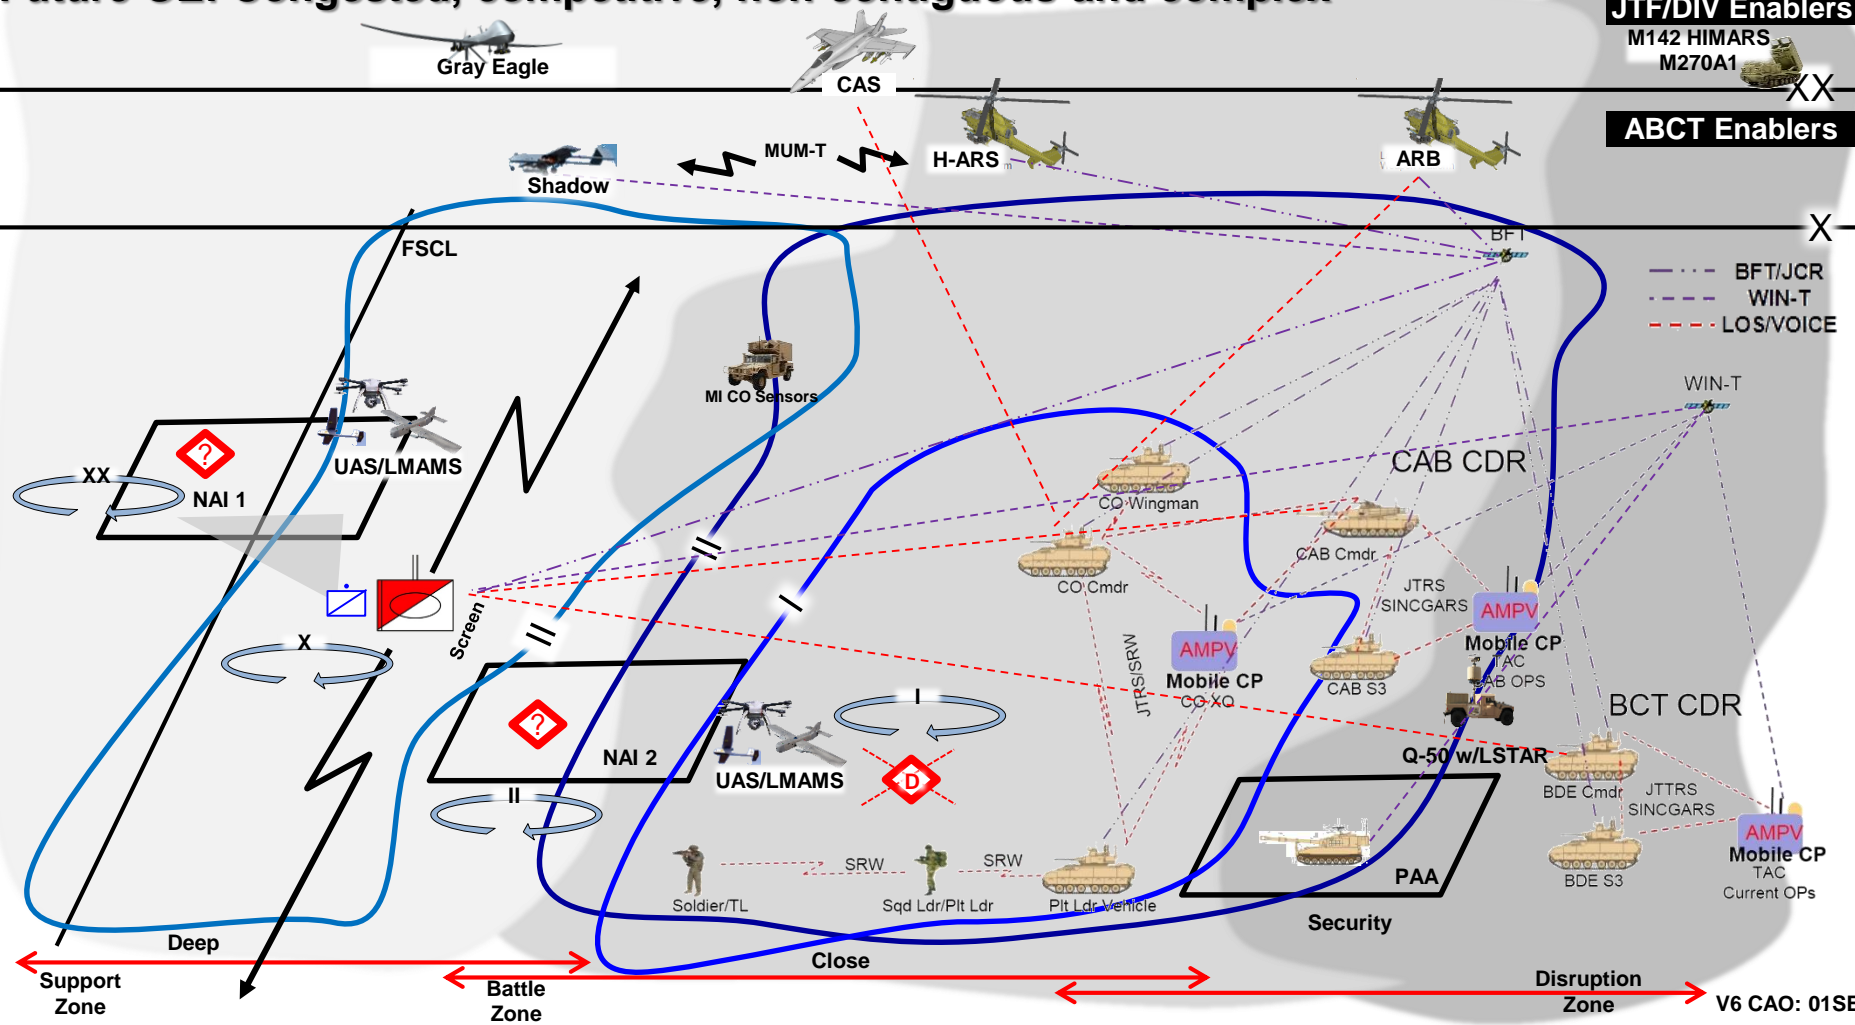 JTF/DIV Enablers
M142 HIMARS
M270A1
XX
Gray Eagle
CAS
ABCT Enablers
MUM-T
H-ARS
ARB
Shadow
X
FSCL
BFT
BFT/JCR
WIN-T
LOS/VOICE
MI CO Sensors
WIN-T
UAS/LMAMS
?
NAI 1
XX
CAB CDR
CO Wingman
CAB Cmdr
CO Cmdr
JTRS
SINCGARS
AMPV
Mobile CP
TAC
CAB OPS
Screen
X
II
II
I
JTRS/SRW
AMPV
Mobile CP
CO XO
CAB S3
BCT CDR
?
NAI 2
UAS/LMAMS
I
D
II
Q-50 w/LSTAR
BDE Cmdr
JTTRS
SINCGARS
AMPV
Mobile CP
TAC
Current OPs
BDE S3
SRW
SRW
Soldier/TL
Sqd Ldr/Plt Ldr
Plt Ldr Vehicle
PAA
Security
Deep
Close
Support
Zone
Battle
Zone
Disruption
Zone
V6 CAO: 01SE